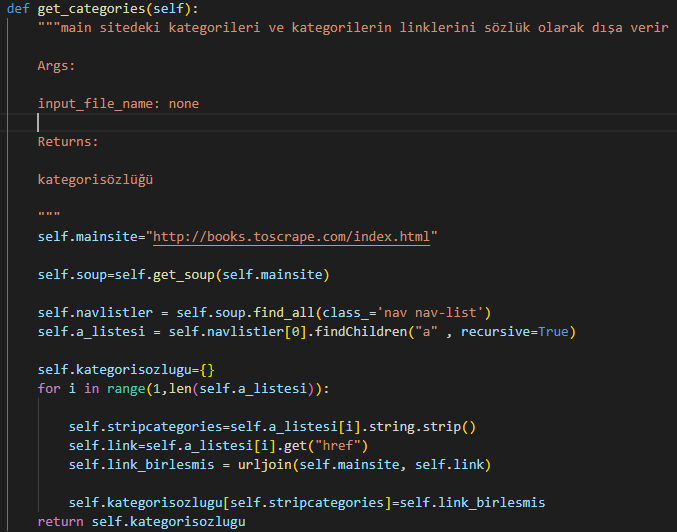 def get_categories(self):
    """main sitedeki kategorileri ve kategorilerin linklerini sözlük olarak dışa verir
    Args:
    input_file_name: none
    Returns:
    kategorisözlüğü
    """
    self.mainsite="http://books.toscrape.com/index.html"
    self.soup=self.get_soup(self.mainsite)
    self.navlistler = self.soup.find_all(class_='nav nav-list')
    self.a_listesi = self.navlistler[0].findChildren("a" , recursive=True)
    self.kategorisozlugu={}
    for i in range(1,len(self.a_listesi)):
        self.stripcategories=self.a_listesi[i].string.strip()
        self.link=self.a_listesi[i].get("href")
        self.link_birlesmis = urljoin(self.mainsite, self.link)
        self.kategorisozlugu[self.stripcategories]=self.link_birlesmis
    return self.kategorisozlugu